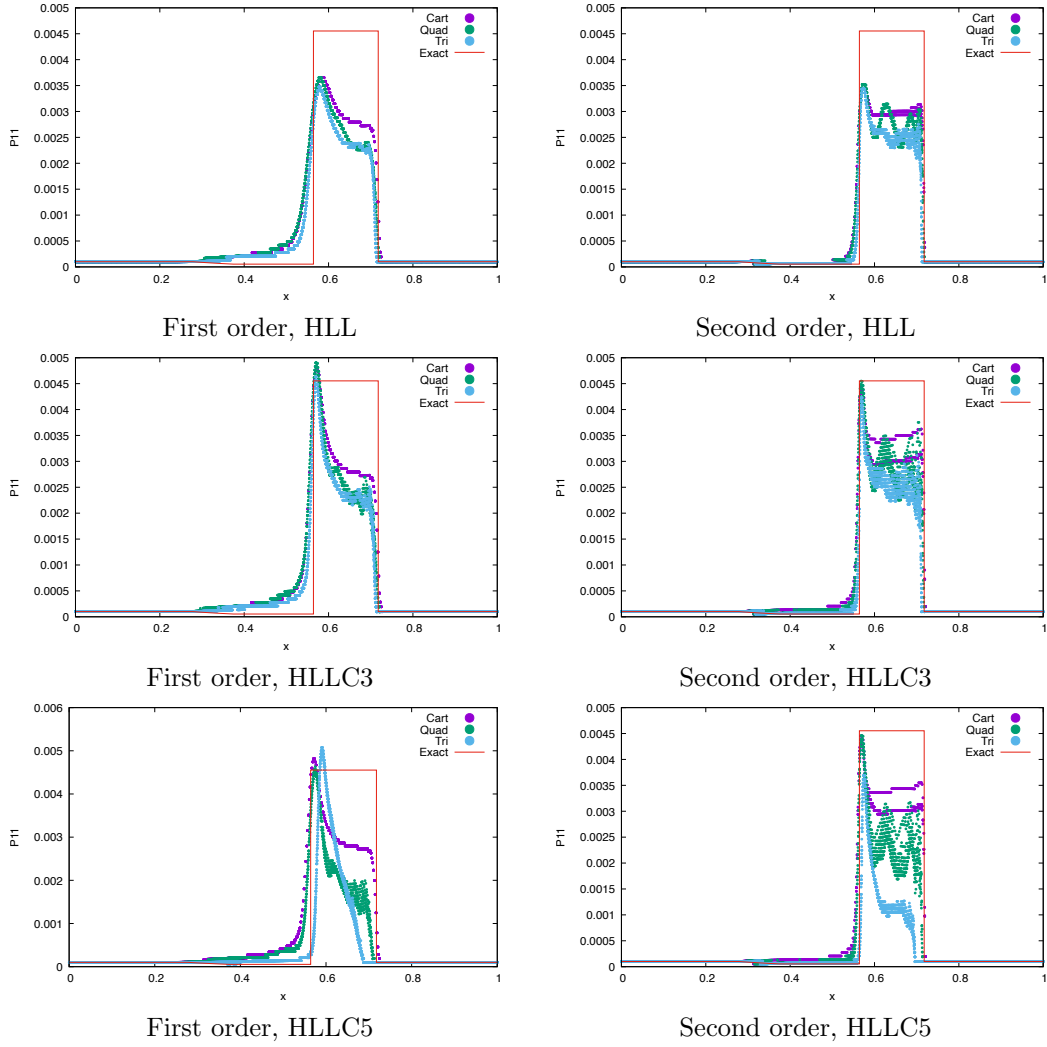 0.005
0.0045
0.004
0.0035
0.003
0.0025
0.002
0.0015
0.001
0.0005
0
P11
Cart
Quad
Tri
Exact
0 0.2 0.4 0.6 0.8 1
x
First order, HLL
0.005
0.0045
0.004
0.0035
0.003
0.0025
0.002
0.0015
0.001
0.0005
0
P11
Cart
Quad
Tri
Exact
0 0.2 0.4 0.6 0.8 1
x
Second order, HLL
0.005
0.0045
0.004
0.0035
0.003
0.0025
0.002
0.0015
0.001
0.0005
0
P11
Cart
Quad
Tri
Exact
0 0.2 0.4 0.6 0.8 1
x
First order, HLLC3
0.005
0.0045
0.004
0.0035
0.003
0.0025
0.002
0.0015
0.001
0.0005
0
P11
Cart
Quad
Tri
Exact
0 0.2 0.4 0.6 0.8 1
x
Second order, HLLC3
0.006
0.005
0.004
0.003
0.002
0.001
0
P11
Cart
Quad
Tri
Exact
0 0.2 0.4 0.6 0.8 1
x
First order, HLLC5
0.005
0.0045
0.004
0.0035
0.003
0.0025
0.002
0.0015
0.001
0.0005
0
P11
Cart
Quad
Tri
Exact
0 0.2 0.4 0.6 0.8 1
x
Second order, HLLC5